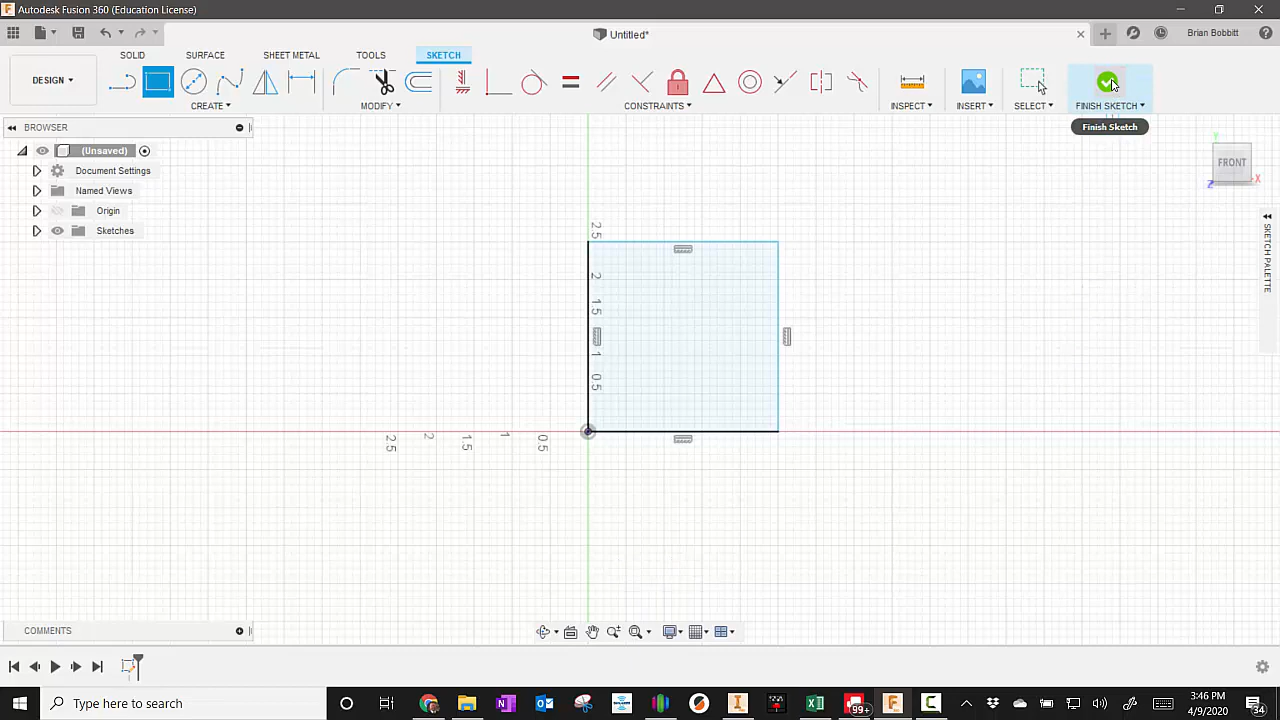 Autodesk Fusion 360 (Education License)
Untitled*
Brian Bobbitt
DESIGN
SOLID
SURFACE
SHEET METAL
TOOLS
SKETCH
CREATE
MODIFY
CONSTRAINTS
INSPECT
INSERT
SELECT
FINISH SKETCH
Finish Sketch
BROWSER
(Unsaved)
Document Settings
Named Views
Origin
Sketches
FRONT
Y
X
Z
SKETCH PALETTE
2.5
2
1.5
1
0.5
2.5
2
1.5
1
0.5
COMMENTS
Type here to search
99+
3:46 PM
4/9/2020
34